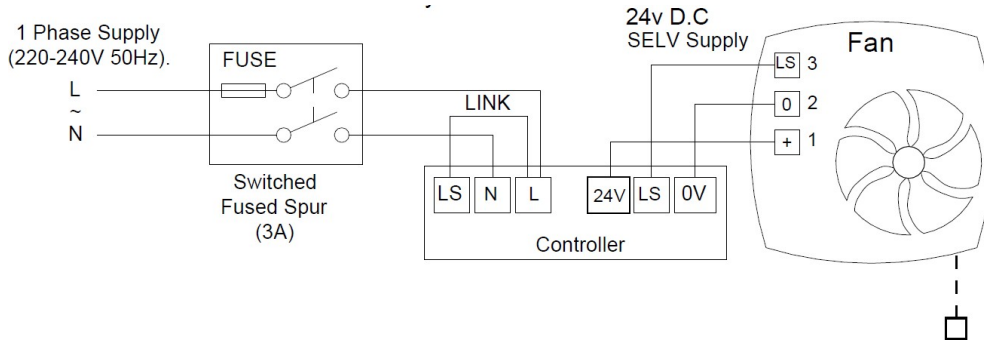 1 Phase Supply
(220-240V 50Hz).
L
~
N
FUSE
Switched
Fused Spur
(3A)
LINK
LS N L 24V LS 0V
Controller
24v D.C
SELV Supply
Fan
LS 3
0 2
+ 1